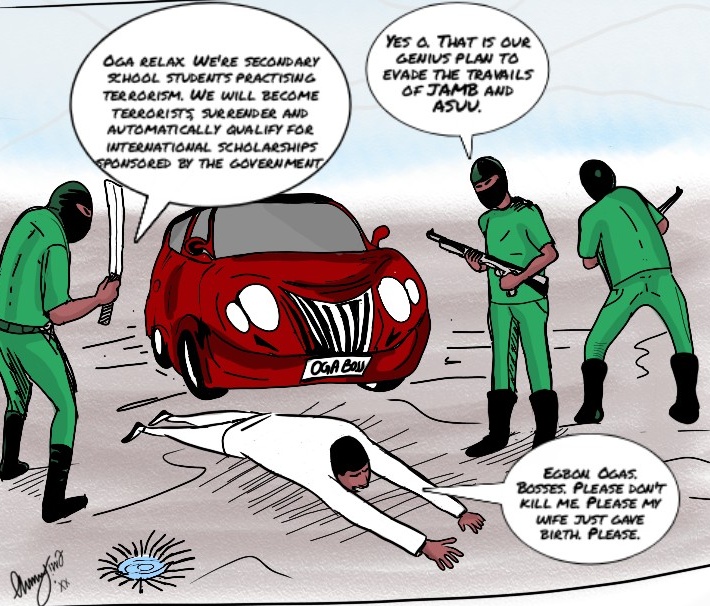 OGA RELAX. WE'RE SECONDARY
SCHOOL STUDENTS PRACTISING
TERRORISM. WE WILL BECOME
TERRORISTS, SURRENDER AND
AUTOMATICALLY QUALIFY FOR
INTERNATIONAL SCHOLARSHIPS
SPONSORED BY THE GOVERNMENT.
YES O. THAT IS OUR
GENIUS PLAN TO
EVADE THE TRAVAILS
OF JAMB AND
ASUU.
OGA BOSS
EGBON. OGAS.
BOSSES. PLEASE DON'T
KILL ME. PLEASE MY
WIFE JUST GAVE
BIRTH. PLEASE.